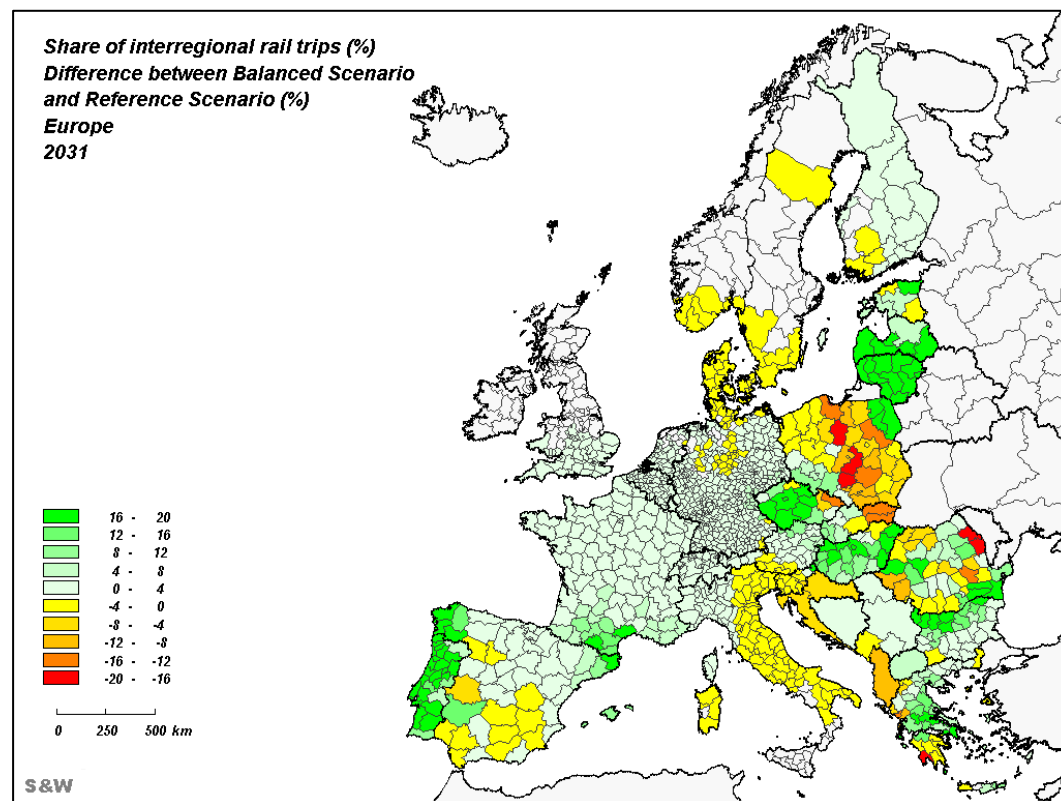 Share of interregional rail trips (%)
Difference between Balanced Scenario
and Reference Scenario (%)
Europe
2031
16 - 20
12 - 16
8 - 12
4 - 8
0 - 4
-4 - 0
-8 - -4
-12 - -8
-16 - -12
-20 - -16
0 250 500 km
S&W